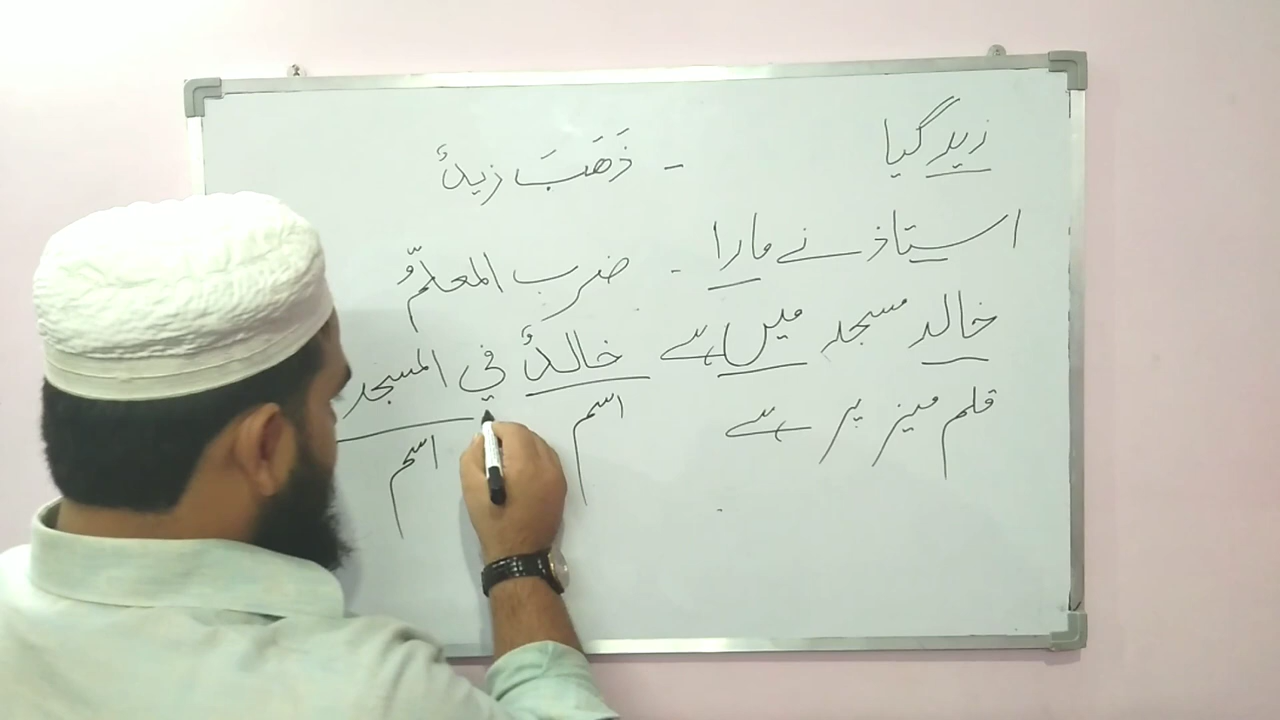 زید گیا - ذَهَبَ زیدٌ
استاذ نے مارا - ضرب المعلمُّ
خالد مسجد میں ہے خالدٌ في المسجد
قلم میز پر ہے اسم اسم